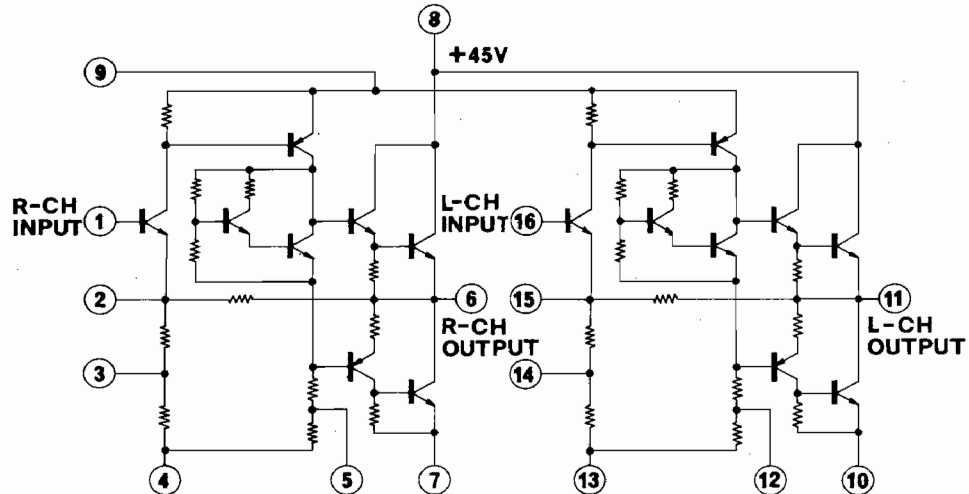 8
+45V
9
R-CH
INPUT
1
L-CH
INPUT
16
2
6
15
11
R-CH
OUTPUT
L-CH
OUTPUT
3
14
4
5
7
13
12
10